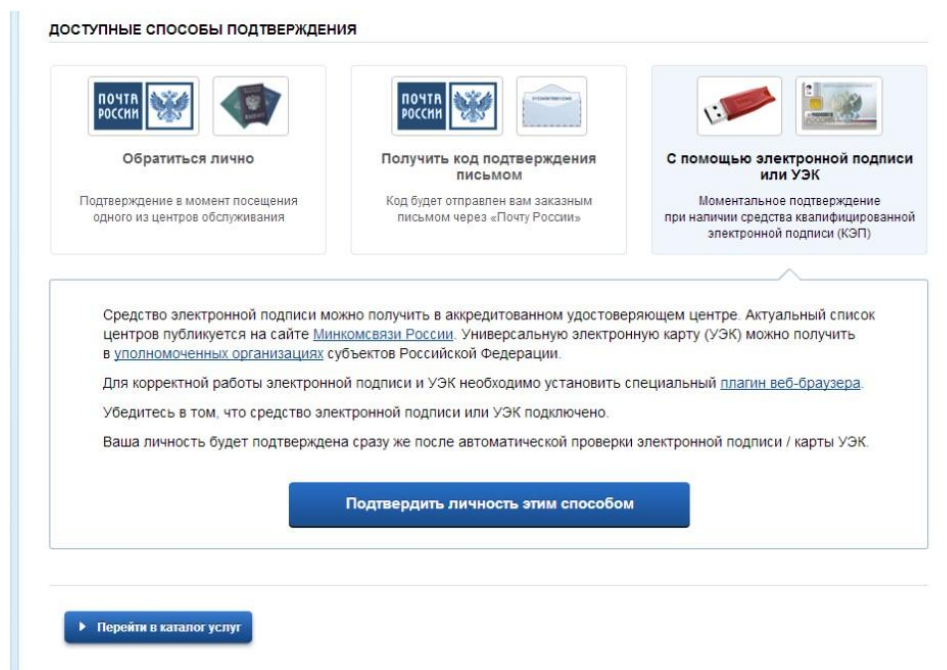 ДОСТУПНЫЕ СПОСОБЫ ПОДТВЕРЖДЕНИЯ
ПОЧТА
РОССИИ
Обратиться лично
Подтверждение в момент посещения
одного из центров обслуживания
ПОЧТА
РОССИИ
Получить код подтверждения
письмом
Код будет отправлен вам заказным
письмом через «Почту России»
С помощью электронной подписи
или УЭК
Моментальное подтверждение
при наличии средства квалифицированной
электронной подписи (КЭП)
Средство электронной подписи можно получить в аккредитованном удостоверяющем центре. Актуальный список
центров публикуется на сайте Минкомсвязи России. Универсальную электронную карту (УЭК) можно получить
в уполномоченных организациях субъектов Российской Федерации.
Для корректной работы электронной подписи и УЭК необходимо установить специальный плагин веб-браузера.
Убедитесь в том, что средство электронной подписи или УЭК подключено.
Ваша личность будет подтверждена сразу же после автоматической проверки электронной подписи / карты УЭК.
Подтвердить личность этим способом
Перейти в каталог услуг